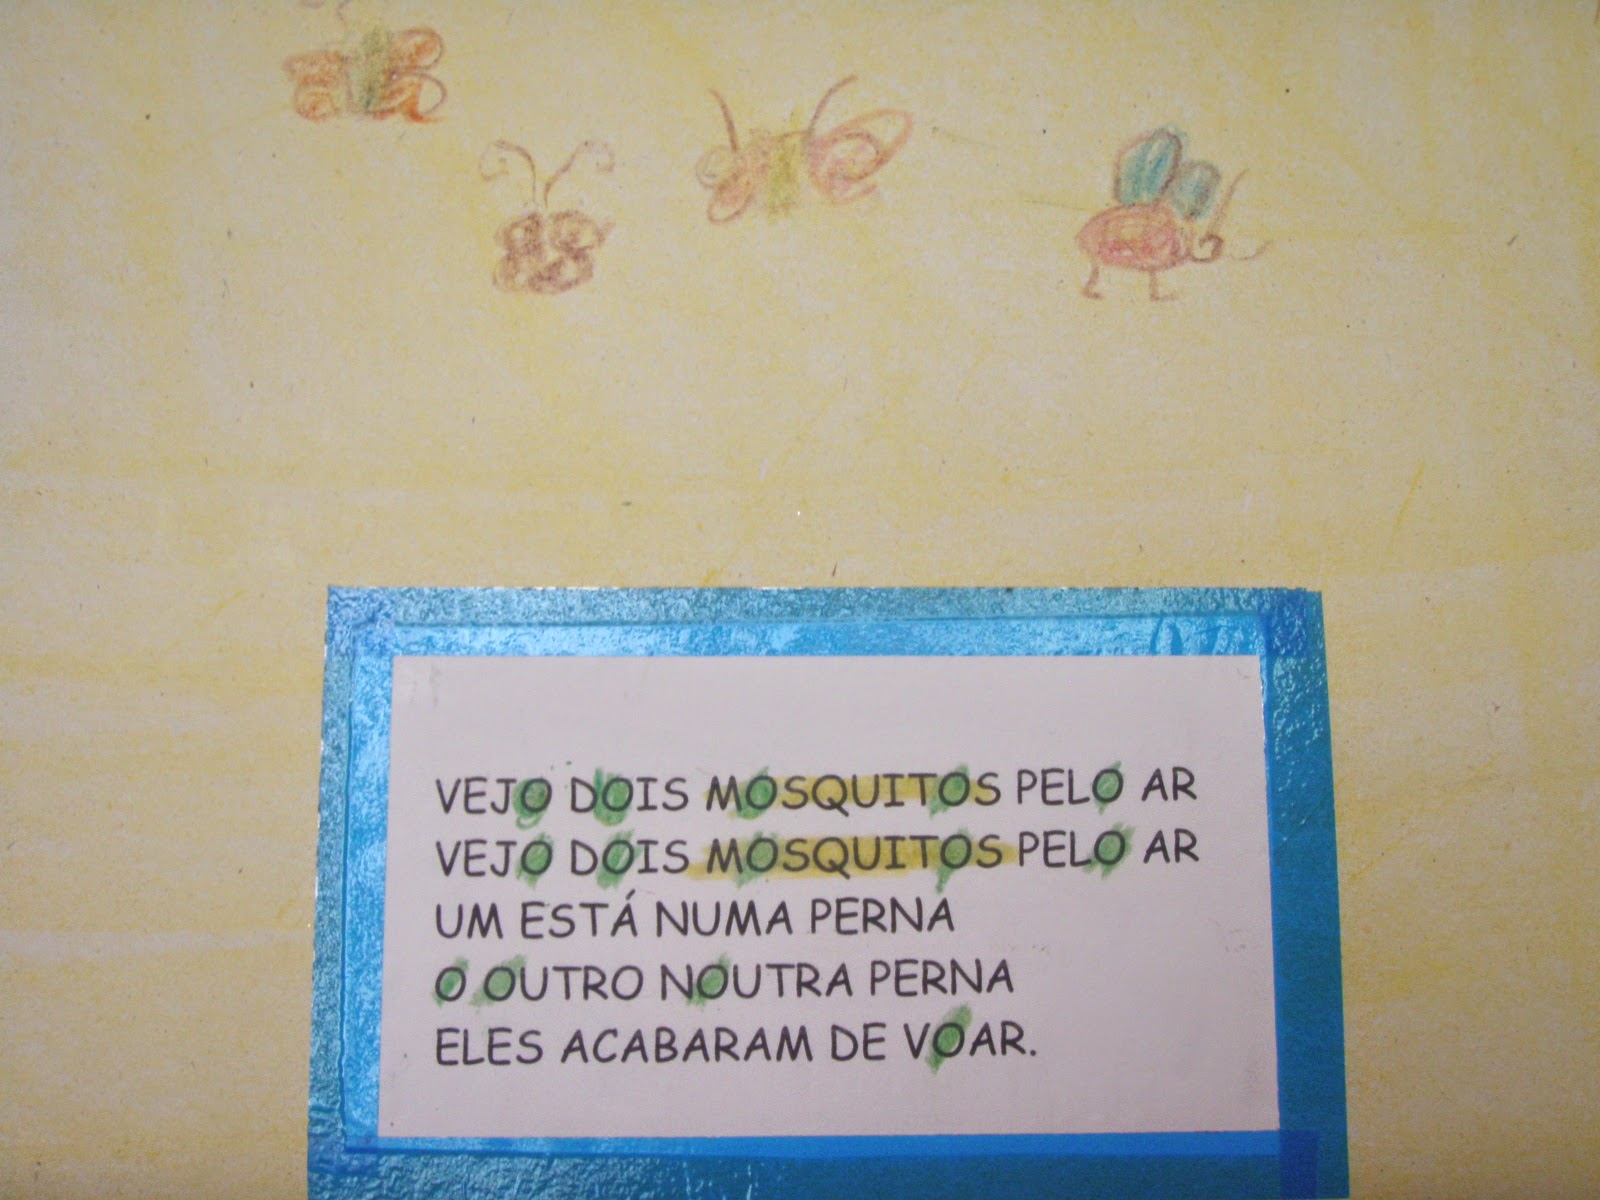 VEJO DOIS MOSQUITOS PELO AR
VEJO DOIS MOSQUITOS PELO AR
UM ESTÁ NUMA PERNA
O OUTRO NOUTRA PERNA
ELES ACABARAM DE VOAR.